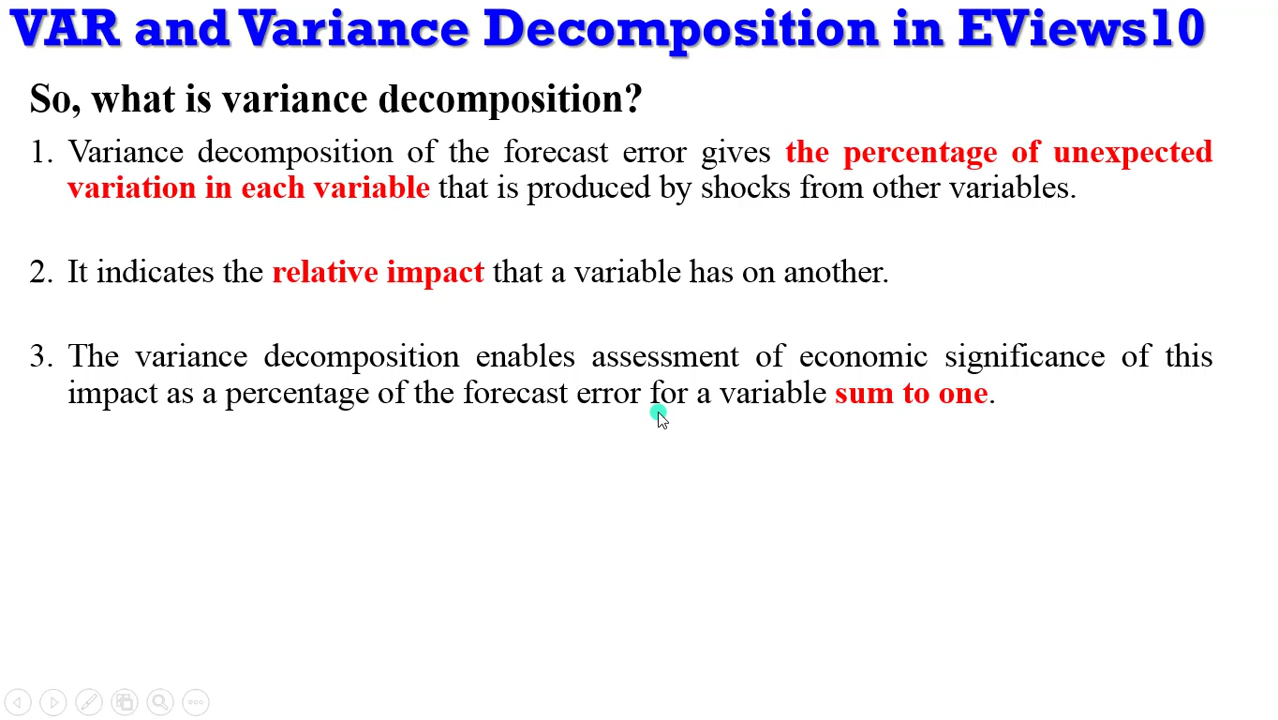 VAR and Variance Decomposition in EViews10
So, what is variance decomposition?
1. Variance decomposition of the forecast error gives the percentage of unexpected
variation in each variable that is produced by shocks from other variables.
2. It indicates the relative impact that a variable has on another.
3. The variance decomposition enables assessment of economic significance of this
impact as a percentage of the forecast error for a variable sum to one.